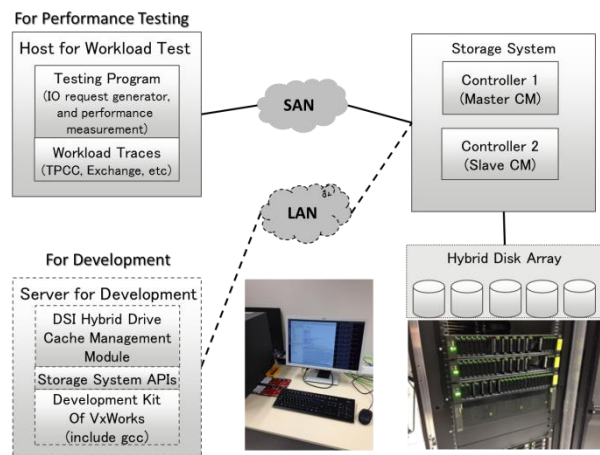 For Performance Testing
Host for Workload Test
Testing Program
(IO request generator,
and performance
measurement)
Workload Traces
(TPCC, Exchange, etc)
SAN
Storage System
Controller 1
(Master CM)
Controller 2
(Slave CM)
LAN
Hybrid Disk Array
For Development
Server for Development
DSI Hybrid Drive
Cache Management
Module
Storage System APIs
Development Kit
Of VxWorks
(include gcc)